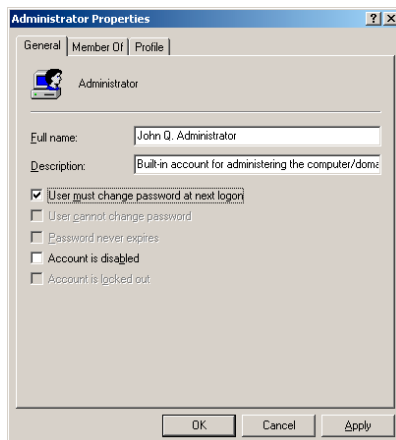 Administrator Properties
General Member Of Profile
Administrator
Full name: John Q. Administrator
Description: Built-in account for administering the computer/doma
User must change password at next logon
User cannot change password
Password never expires
Account is disabled
Account is locked out
OK Cancel Apply